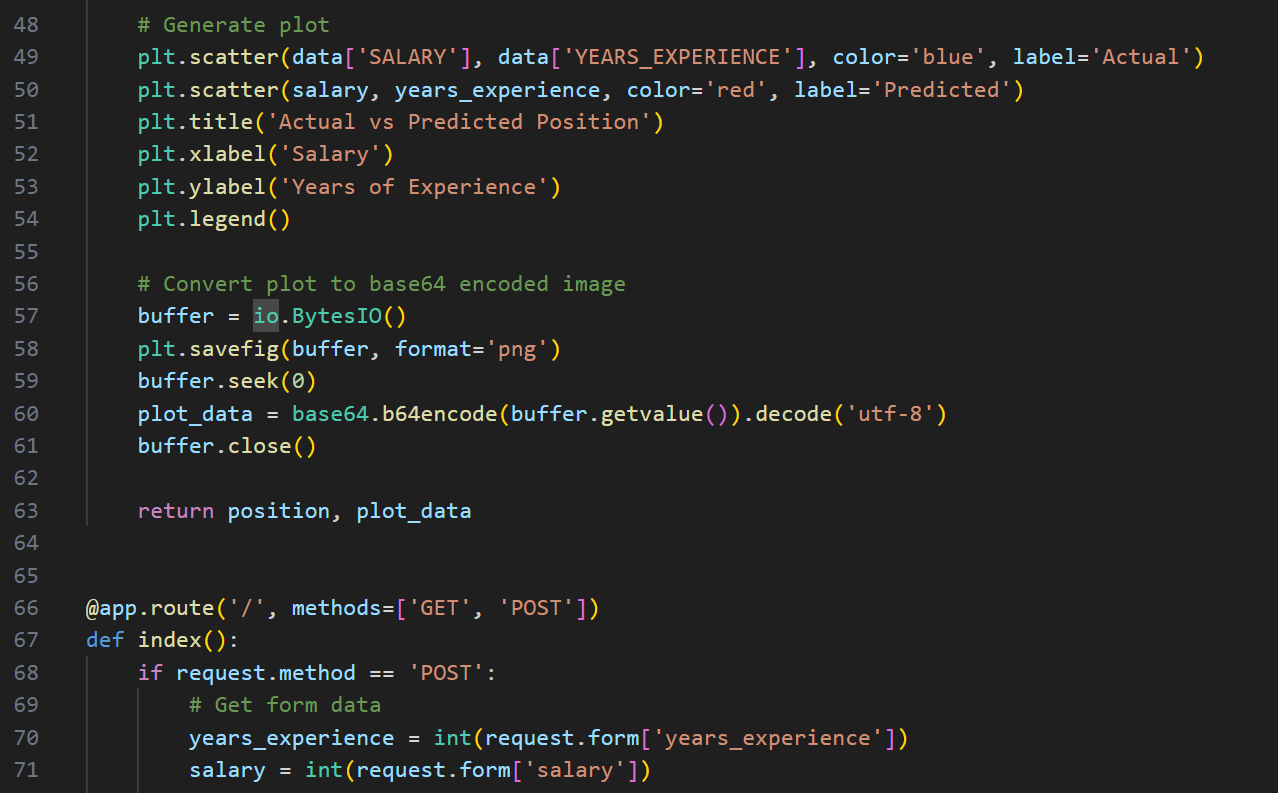 48 # Generate plot
49 plt.scatter(data['SALARY'], data['YEARS_EXPERIENCE'], color='blue', label='Actual')
50 plt.scatter(salary, years_experience, color='red', label='Predicted')
51 plt.title('Actual vs Predicted Position')
52 plt.xlabel('Salary')
53 plt.ylabel('Years of Experience')
54 plt.legend()
55
56 # Convert plot to base64 encoded image
57 buffer = io.BytesIO()
58 plt.savefig(buffer, format='png')
59 buffer.seek(0)
60 plot_data = base64.b64encode(buffer.getvalue()).decode('utf-8')
61 buffer.close()
62
63 return position, plot_data
64
65
66 @app.route('/', methods=['GET', 'POST'])
67 def index():
68 if request.method == 'POST':
69 # Get form data
70 years_experience = int(request.form['years_experience'])
71 salary = int(request.form['salary'])